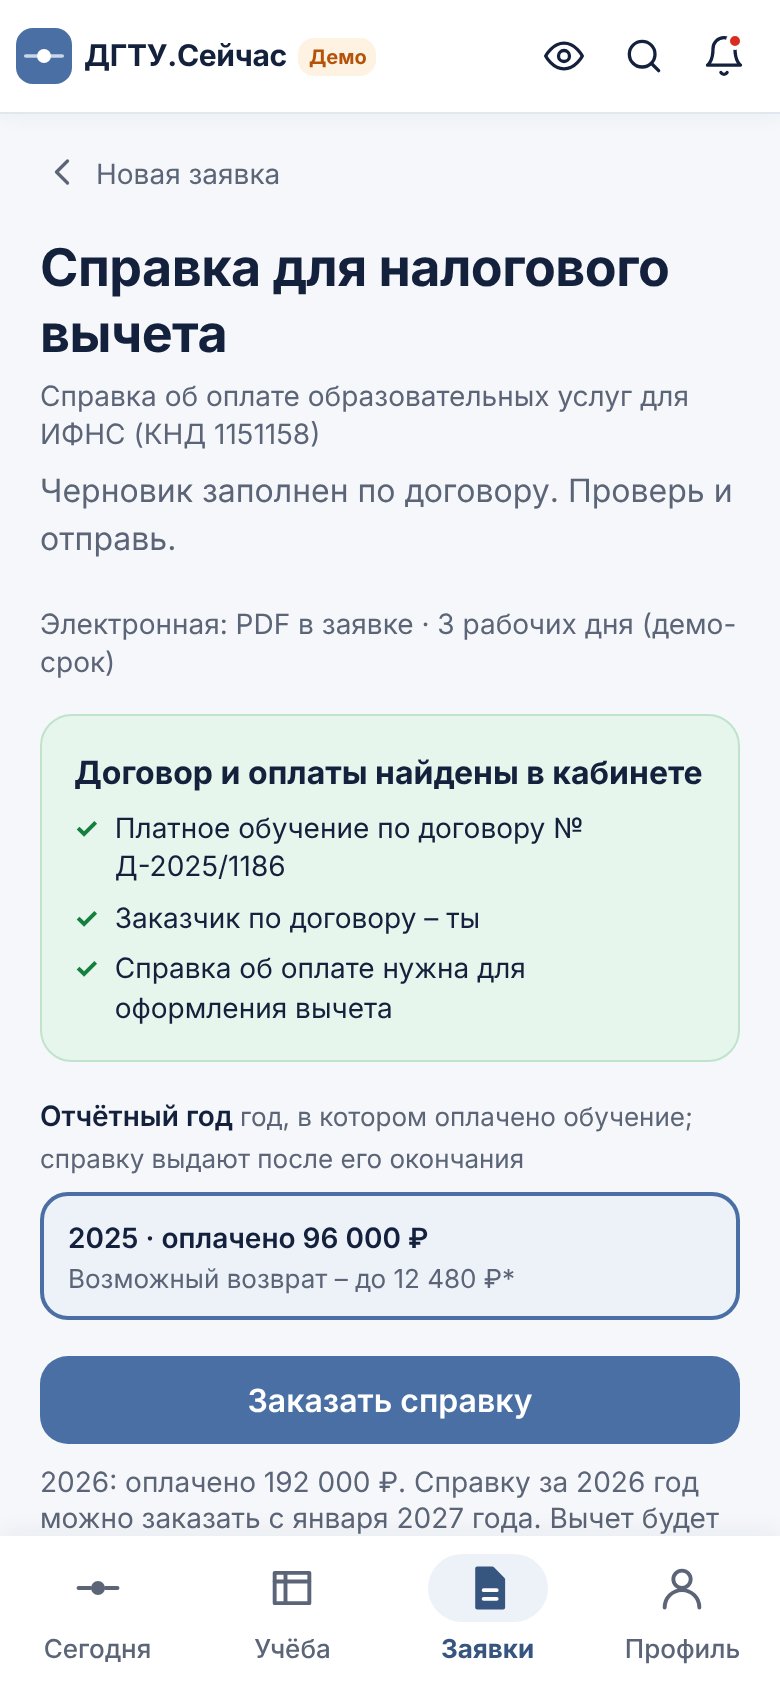 ДГТУ.Сейчас Демо
Новая заявка
Справка для налогового
вычета
Справка об оплате образовательных услуг для
ИФНС (КНД 1151158)
Черновик заполнен по договору. Проверь и
отправь.
Электронная: PDF в заявке · 3 рабочих дня (демо-
срок)
Договор и оплаты найдены в кабинете
Платное обучение по договору №
Д-2025/1186
Заказчик по договору – ты
Справка об оплате нужна для
оформления вычета
Отчётный год год, в котором оплачено обучение;
справку выдают после его окончания
2025 · оплачено 96 000 ₽
Возможный возврат – до 12 480 ₽*
Заказать справку
2026: оплачено 192 000 ₽. Справку за 2026 год
можно заказать с января 2027 года. Вычет будет
Сегодня Учёба Заявки Профиль